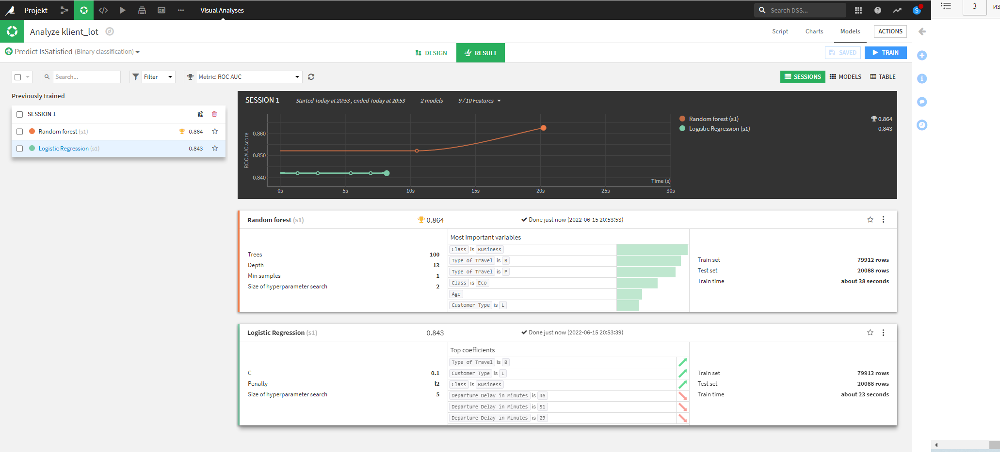 Projekt
Visual Analyses
Search DSS...
S
3
из
Analyze klient_lot
Script
Charts
Models
ACTIONS
Predict IsSatisfied (Binary classification)
DESIGN
RESULT
SAVED
TRAIN
Search...
Filter
Metric: ROC AUC
SESSIONS
MODELS
TABLE
Previously trained
SESSION 1
Random forest (s1)
0.864
Logistic Regression (s1)
0.843
SESSION 1
Started Today at 20:53 , ended Today at 20:53
2 models
9 / 10 Features
ROC AUC score
0.860
0.850
0.840
Time (s)
0s
5s
10s
15s
20s
25s
30s
Random forest (s1)
0.864
Logistic Regression (s1)
0.843
Random forest (s1)
0.864
Done just now (2022-06-15 20:53:53)
Trees 100
Depth 13
Min samples 1
Size of hyperparameter search 2
Most important variables
Class is Business
Type of Travel is B
Type of Travel is P
Class is Eco
Age
Customer Type is L
Train set 79912 rows
Test set 20088 rows
Train time about 38 seconds
Logistic Regression (s1)
0.843
Done just now (2022-06-15 20:53:39)
C 0.1
Penalty l2
Size of hyperparameter search 5
Top coefficients
Type of Travel is B
Customer Type is L
Class is Business
Departure Delay in Minutes is 46
Departure Delay in Minutes is 51
Departure Delay in Minutes is 29
Train set 79912 rows
Test set 20088 rows
Train time about 23 seconds